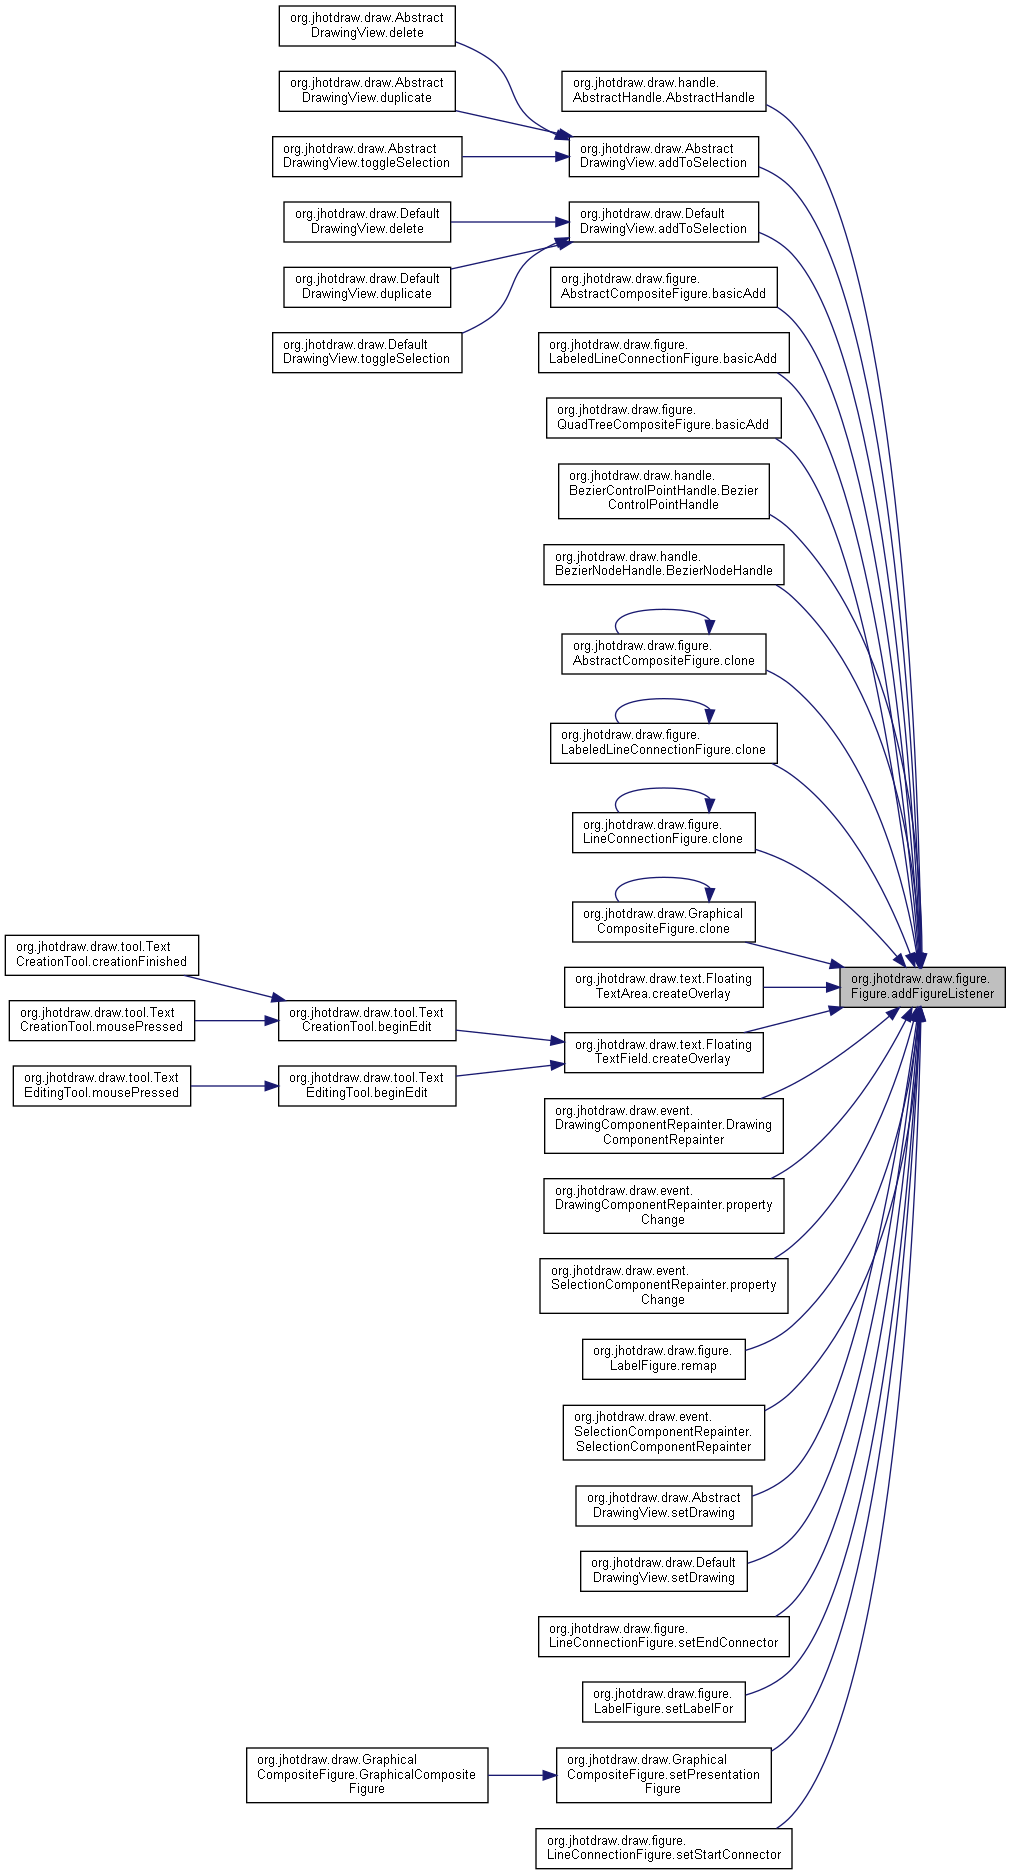 org.jhotdraw.draw.Abstract
DrawingView.delete
org.jhotdraw.draw.Abstract
DrawingView.duplicate
org.jhotdraw.draw.handle.
AbstractHandle.AbstractHandle
org.jhotdraw.draw.Abstract
DrawingView.toggleSelection
org.jhotdraw.draw.Abstract
DrawingView.addToSelection
org.jhotdraw.draw.Default
DrawingView.delete
org.jhotdraw.draw.Default
DrawingView.addToSelection
org.jhotdraw.draw.Default
DrawingView.duplicate
org.jhotdraw.draw.figure.
AbstractCompositeFigure.basicAdd
org.jhotdraw.draw.Default
DrawingView.toggleSelection
org.jhotdraw.draw.figure.
LabeledLineConnectionFigure.basicAdd
org.jhotdraw.draw.figure.
QuadTreeCompositeFigure.basicAdd
org.jhotdraw.draw.handle.
BezierControlPointHandle.Bezier
ControlPointHandle
org.jhotdraw.draw.handle.
BezierNodeHandle.BezierNodeHandle
org.jhotdraw.draw.figure.
AbstractCompositeFigure.clone
org.jhotdraw.draw.figure.
LabeledLineConnectionFigure.clone
org.jhotdraw.draw.figure.
LineConnectionFigure.clone
org.jhotdraw.draw.Graphical
CompositeFigure.clone
org.jhotdraw.draw.tool.Text
CreationTool.creationFinished
org.jhotdraw.draw.text.Floating
TextArea.createOverlay
org.jhotdraw.draw.figure.
Figure.addFigureListener
org.jhotdraw.draw.tool.Text
CreationTool.mousePressed
org.jhotdraw.draw.tool.Text
CreationTool.beginEdit
org.jhotdraw.draw.text.Floating
TextField.createOverlay
org.jhotdraw.draw.tool.Text
EditingTool.mousePressed
org.jhotdraw.draw.tool.Text
EditingTool.beginEdit
org.jhotdraw.draw.event.
DrawingComponentRepainter.Drawing
ComponentRepainter
org.jhotdraw.draw.event.
DrawingComponentRepainter.property
Change
org.jhotdraw.draw.event.
SelectionComponentRepainter.property
Change
org.jhotdraw.draw.figure.
LabelFigure.remap
org.jhotdraw.draw.event.
SelectionComponentRepainter.
SelectionComponentRepainter
org.jhotdraw.draw.Abstract
DrawingView.setDrawing
org.jhotdraw.draw.Default
DrawingView.setDrawing
org.jhotdraw.draw.figure.
LineConnectionFigure.setEndConnector
org.jhotdraw.draw.figure.
LabelFigure.setLabelFor
org.jhotdraw.draw.Graphical
CompositeFigure.GraphicalComposite
Figure
org.jhotdraw.draw.Graphical
CompositeFigure.setPresentation
Figure
org.jhotdraw.draw.figure.
LineConnectionFigure.setStartConnector